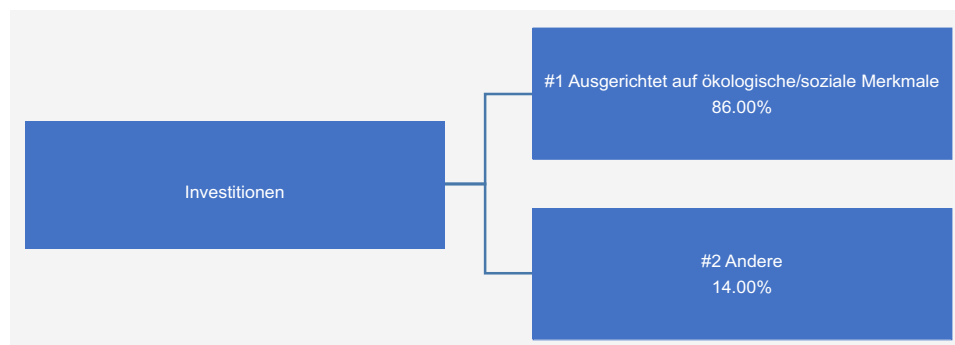 Investitionen
#1 Ausgerichtet auf ökologische/soziale Merkmale
86.00%
#2 Andere
14.00%